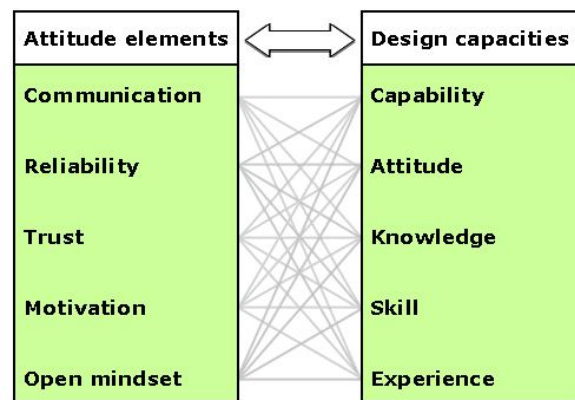 Attitude elements
Design capacities
Communication
Capability
Reliability
Attitude
Trust
Knowledge
Motivation
Skill
Open mindset
Experience